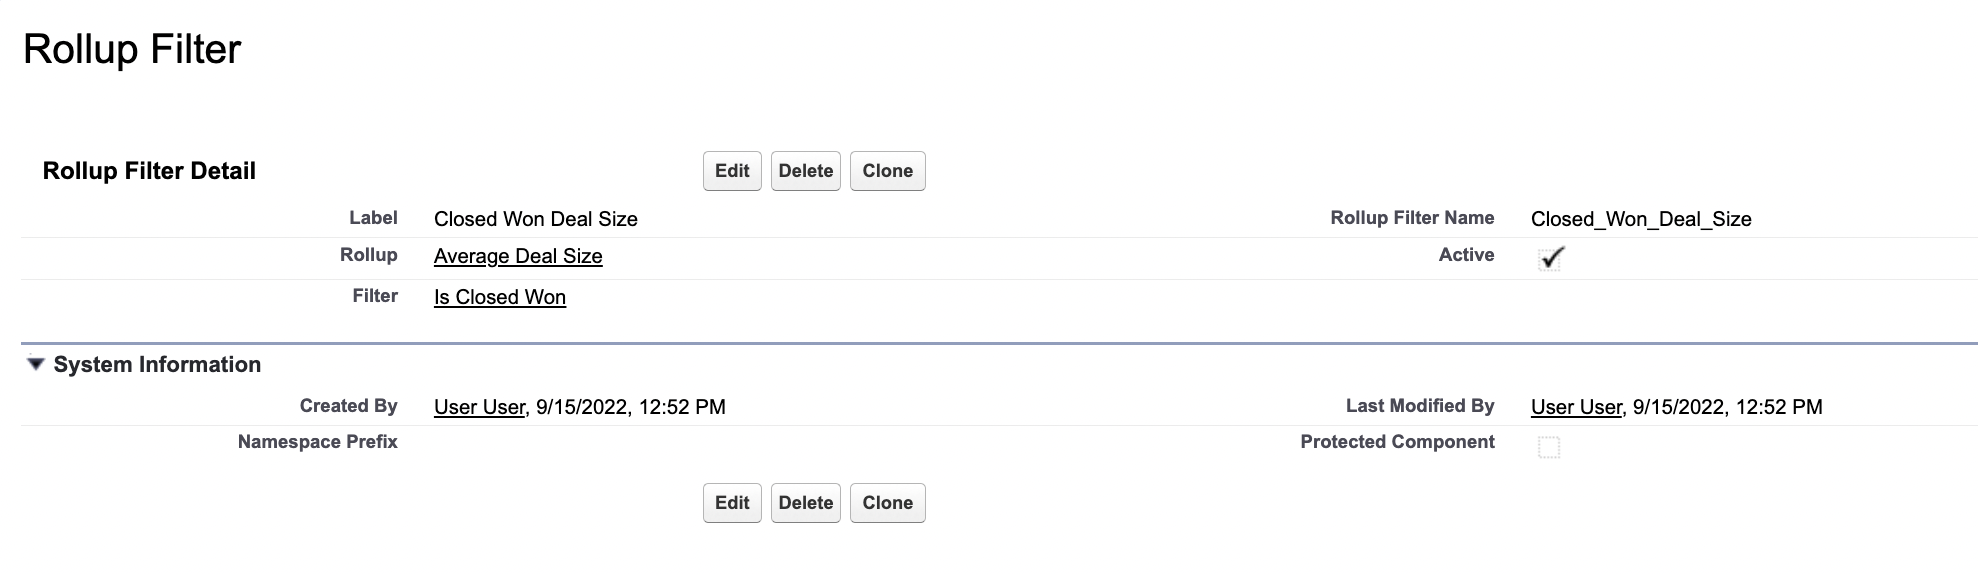 Rollup Filter
Rollup Filter Detail Edit Delete Clone
Label Closed Won Deal Size Rollup Filter Name Closed_Won_Deal_Size
Rollup Average Deal Size Active
Filter Is Closed Won
System Information
Created By User User, 9/15/2022, 12:52 PM Last Modified By User User, 9/15/2022, 12:52 PM
Namespace Prefix Protected Component
Edit Delete Clone